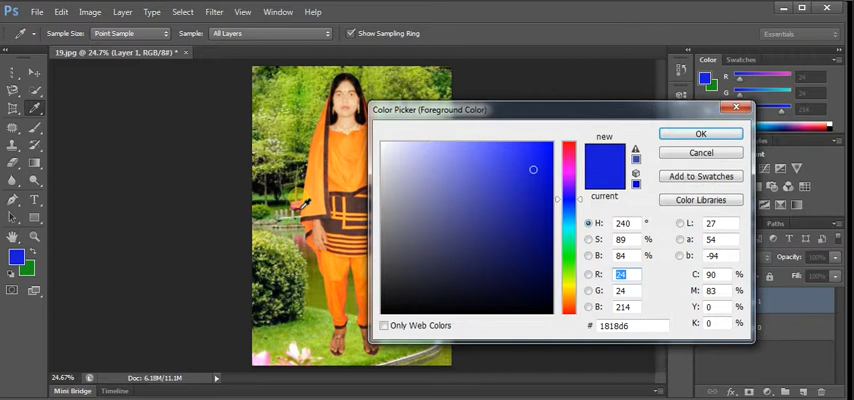 Ps File Edit Image Layer Type Select Filter View Window Help
Sample Size: Point Sample Sample: All Layers Show Sampling Ring Essentials
19.jpg @ 24.7% (Layer 1, RGB/8#) * ×
Color Swatches
R 24
G 24
214
Color Picker (Foreground Color)
new
current
OK
Cancel
Add to Swatches
Color Libraries
H: 240 °
S: 89 %
B: 84 %
R: 24
G: 24
B: 214
# 1818d6
L: 27
a: 54
b: -94
C: 90 %
M: 83 %
Y: 0 %
K: 0 %
Only Web Colors
Paths
Opacity:
Fill:
1
0
24.67% Doc: 6.18M/11.1M
Mini Bridge Timeline
fx